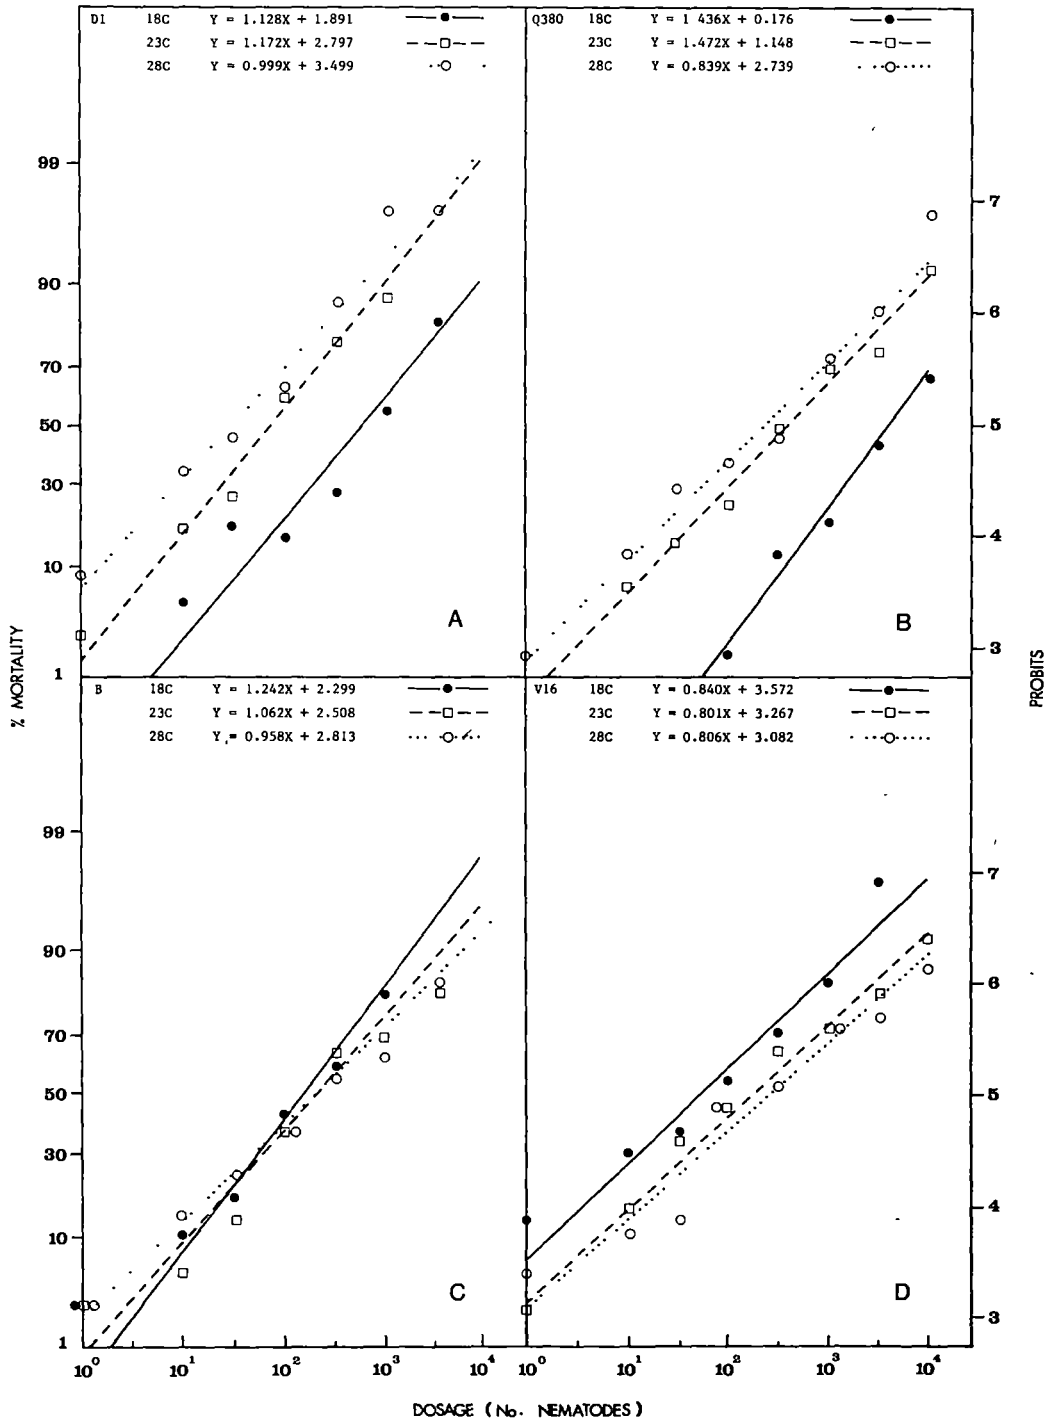 D1 18C Y = 1.128X + 1.891
23C Y = 1.172X + 2.797
28C Y = 0.999X + 3.499
Q380 18C Y = 1 436X + 0.176
23C Y = 1.472X + 1.148
28C Y = 0.839X + 2.739
99
90
70
50
30
10
1
7
6
5
4
3
A
B
B 18C Y = 1.242X + 2.299
23C Y = 1.062X + 2.508
28C Y = 0.958X + 2.813
V16 18C Y = 0.840X + 3.572
23C Y = 0.801X + 3.267
28C Y = 0.806X + 3.082
% MORTALITY
PROBITS
99
90
70
50
30
10
1
7
6
5
4
3
C
D
10⁰ 10¹ 10² 10³ 10⁴ 10⁰ 10¹ 10² 10³ 10⁴
DOSAGE (No. NEMATODES)